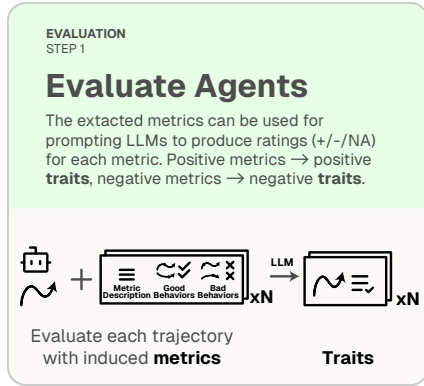 EVALUATION
STEP 1
Evaluate Agents
The extacted metrics can be used for
prompting LLMs to produce ratings (+/-/NA)
for each metric. Positive metrics → positive
traits, negative metrics → negative traits.
LLM
Metric Good Bad
Description Behaviors Behaviors
xN
xN
Evaluate each trajectory
with induced metrics
Traits